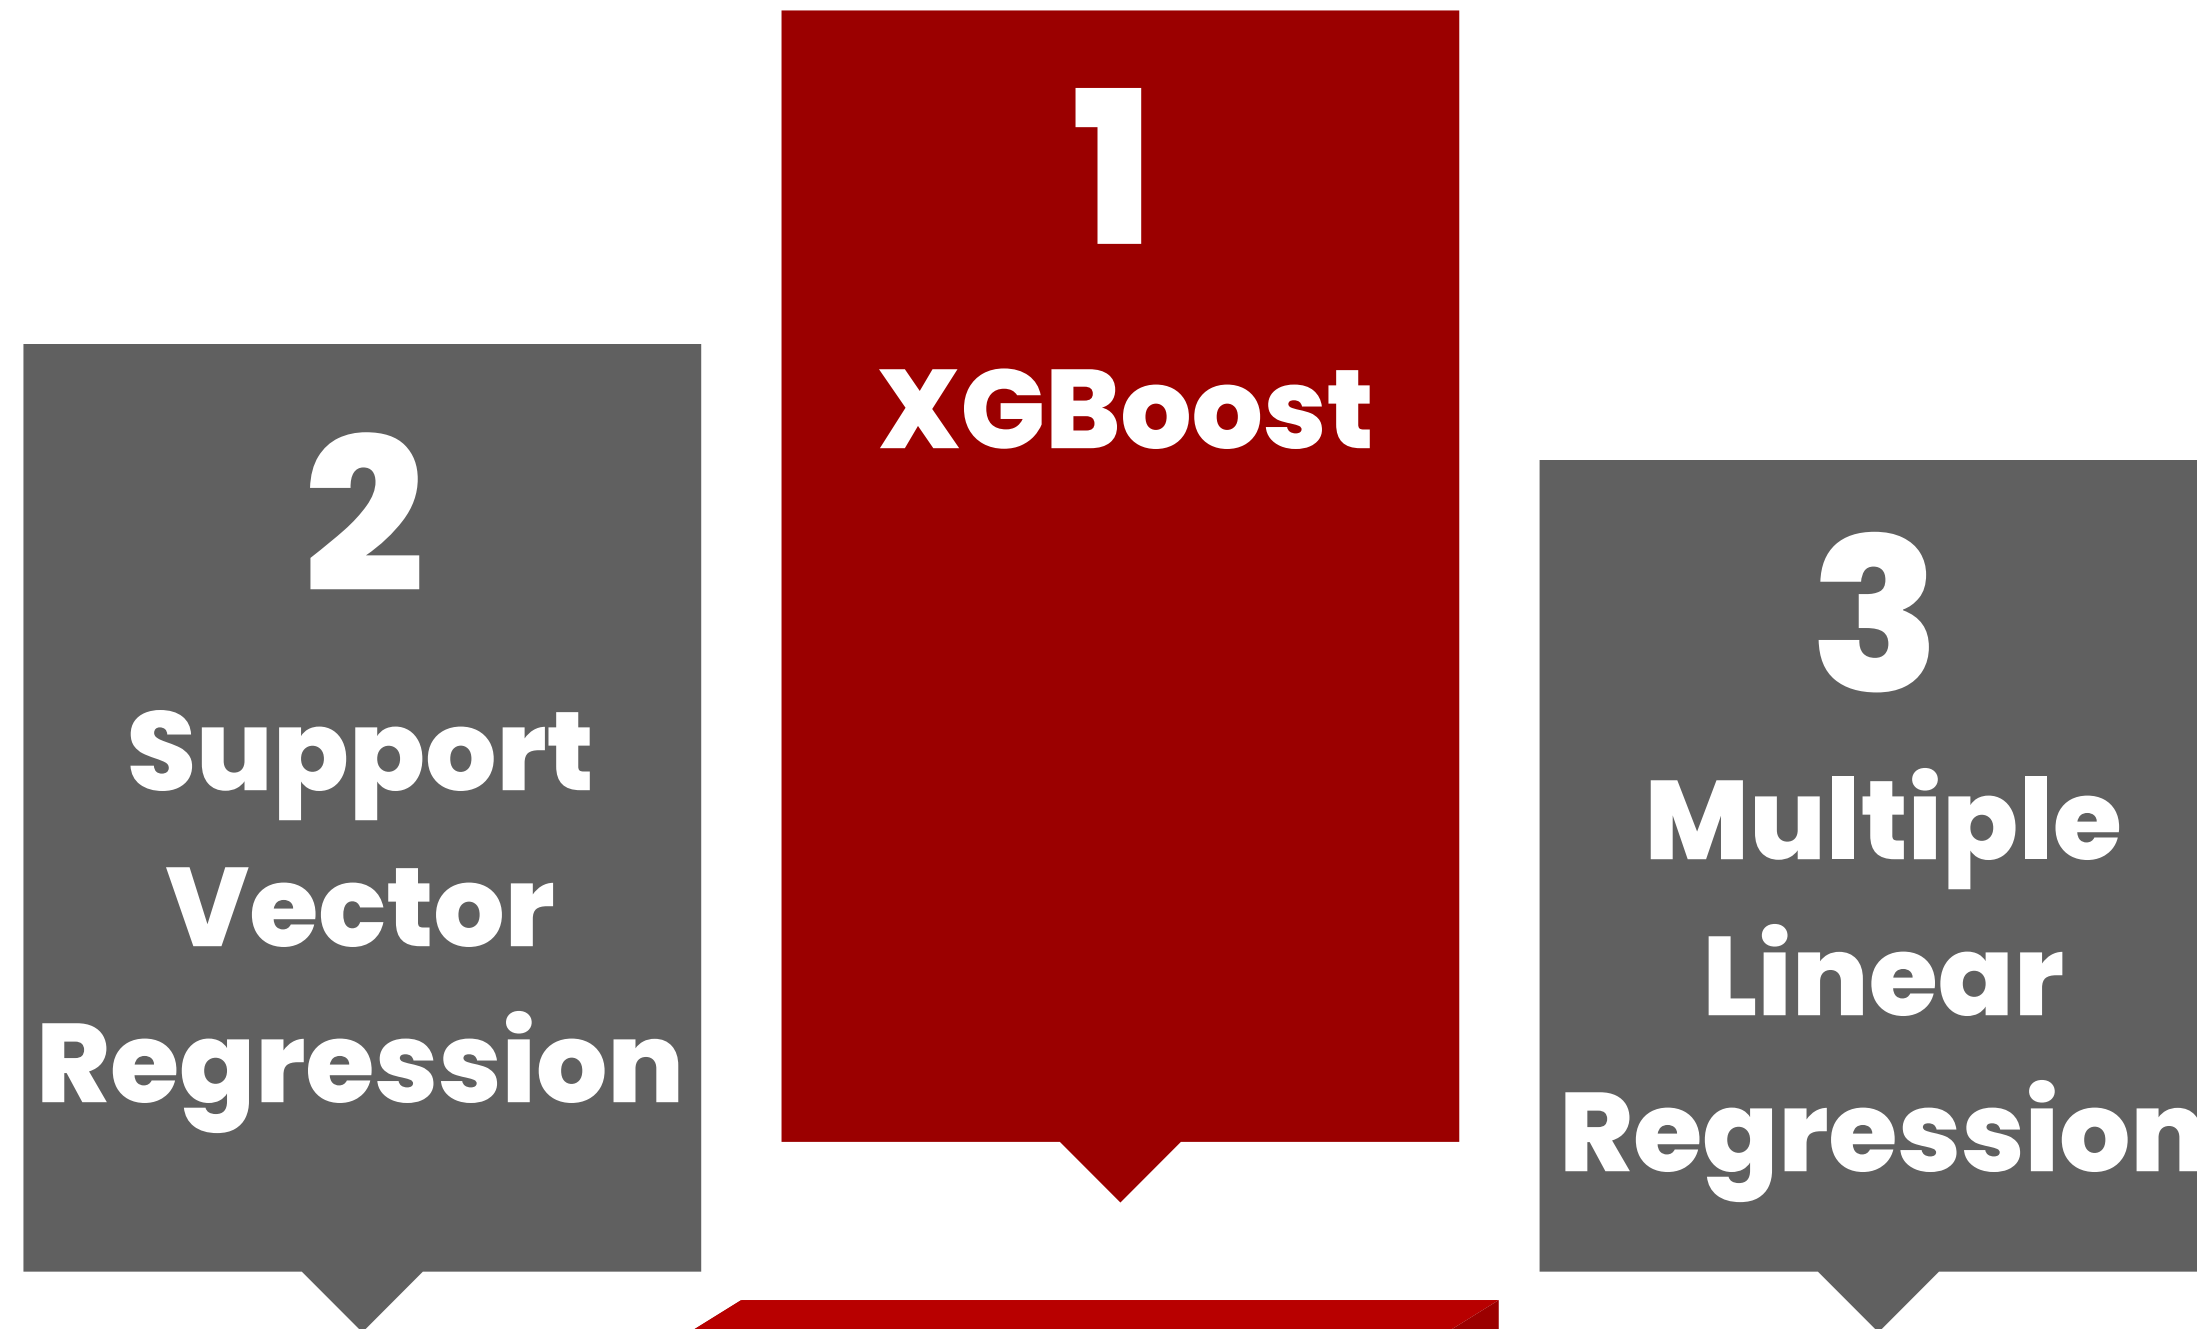 1
XGBoost
2
Support
Vector
Regression
3
Multiple
Linear
Regression